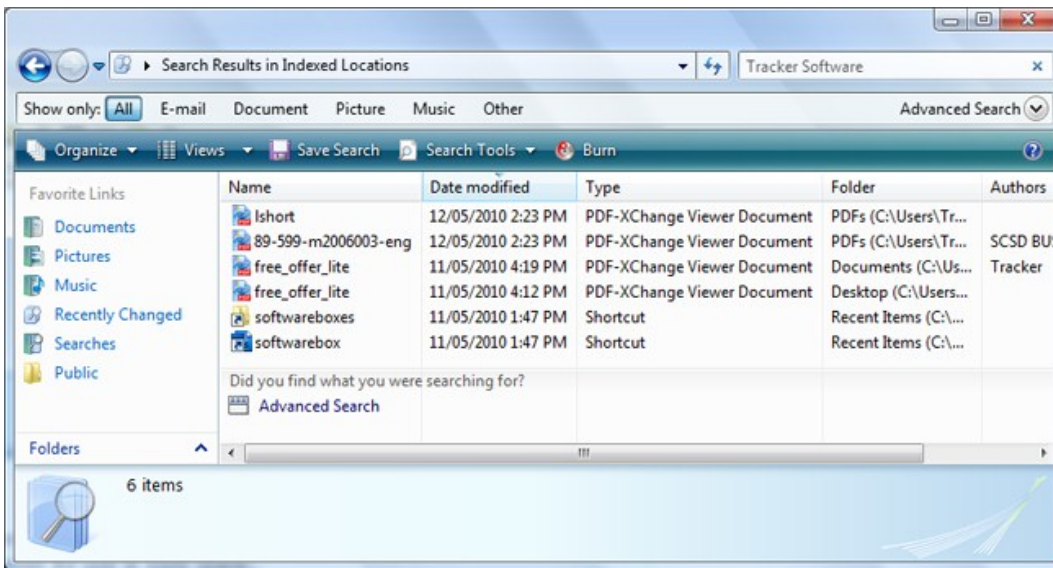 Search Results in Indexed Locations Tracker Software
Show only: All E-mail Document Picture Music Other Advanced Search
Organize Views Save Search Search Tools Burn
Favorite Links
Documents
Pictures
Music
Recently Changed
Searches
Public
Folders
Name Date modified Type Folder Authors
lshort 12/05/2010 2:23 PM PDF-XChange Viewer Document PDFs (C:\Users\Tr...
89-599-m2006003-eng 12/05/2010 2:23 PM PDF-XChange Viewer Document PDFs (C:\Users\Tr... SCSD BU
free_offer_lite 11/05/2010 4:19 PM PDF-XChange Viewer Document Documents (C:\Us... Tracker
free_offer_lite 11/05/2010 4:12 PM PDF-XChange Viewer Document Desktop (C:\Users...
softwareboxes 11/05/2010 1:47 PM Shortcut Recent Items (C:\...
softwarebox 11/05/2010 1:47 PM Shortcut Recent Items (C:\...
Did you find what you were searching for?
Advanced Search
6 items